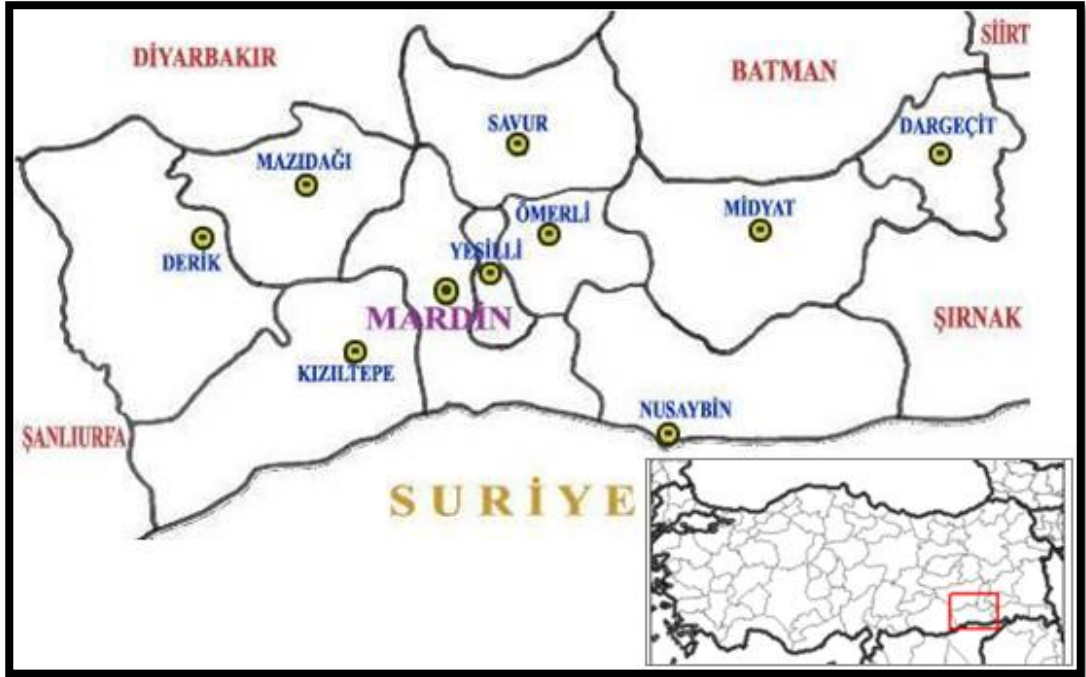 SİİRT
DİYARBAKIR
BATMAN
SAVUR
DARGEÇİT
MAZIDAĞI
ÖMERLİ
MİDYAT
YEŞİLLİ
DERİK
MARDİN
ŞIRNAK
KIZILTEPE
NUSAYBİN
ŞANLIURFA
SURİYE